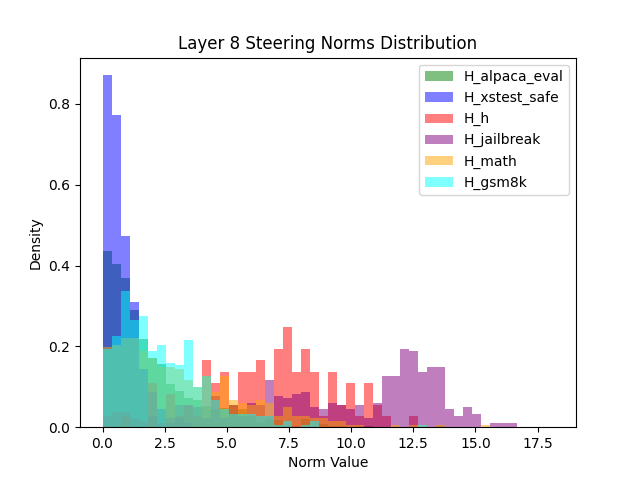 Layer 8 Steering Norms Distribution
H_alpaca_eval
H_xstest_safe
H_h
H_jailbreak
H_math
H_gsm8k
Density
0.8
0.6
0.4
0.2
0.0
0.0 2.5 5.0 7.5 10.0 12.5 15.0 17.5
Norm Value